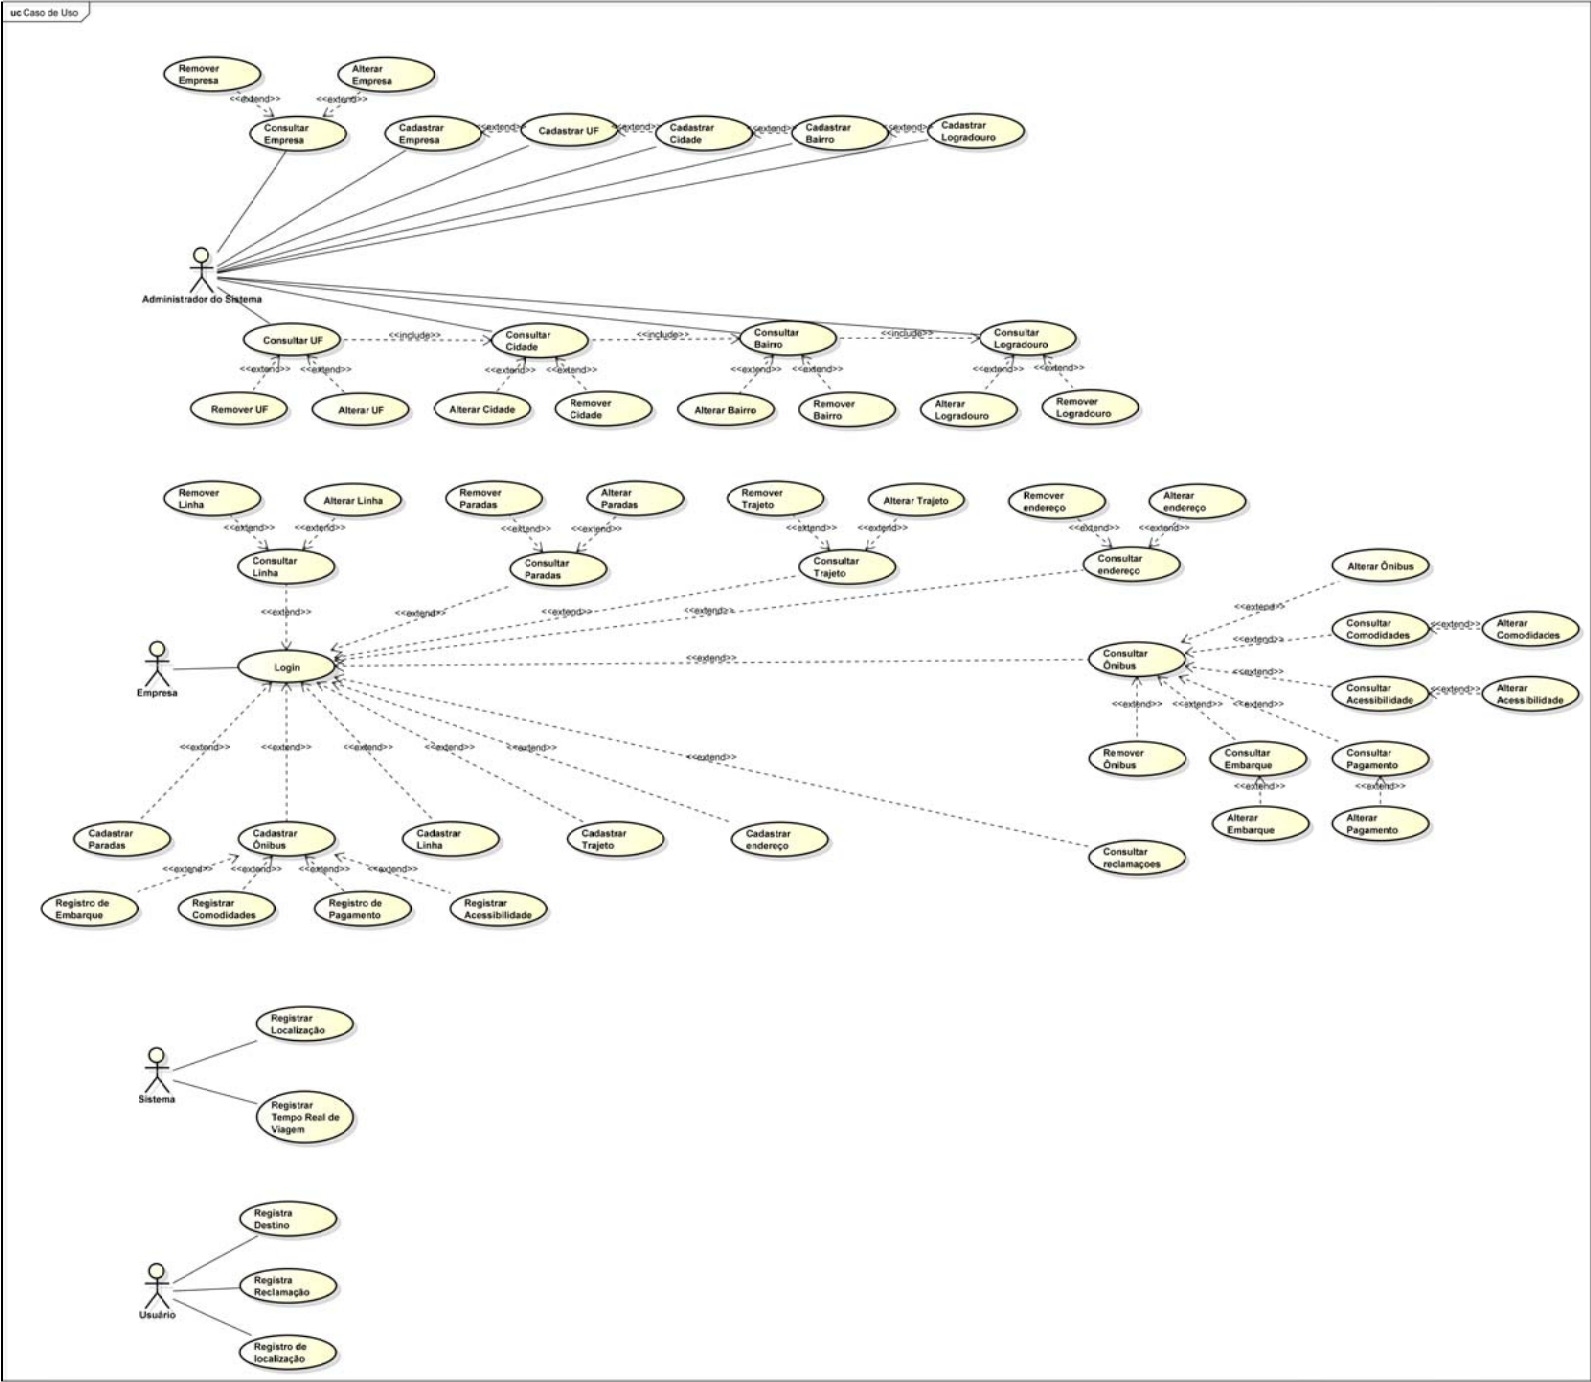 uc Caso de Uso
Remover
Empresa
Alterar
Empresa
<<extend>>
<<extend>>
Consultar
Empresa
Cadastrar
Empresa
<<extend>>
Cadastrar UF
<<extend>>
Cadastrar
Cidade
<<extend>>
Cadastrar
Bairro
<<extend>>
Cadastrar
Logradouro
Administrador do Sistema
Consultar UF
<<include>>
Consultar
Cidade
<<include>>
Consultar
Bairro
<<include>>
Consultar
Logradouro
<<extend>>
<<extend>>
<<extend>>
<<extend>>
<<extend>>
<<extend>>
<<extend>>
<<extend>>
Remover UF
Alterar UF
Alterar Cidade
Remover
Cidade
Alterar Bairro
Remover
Bairro
Alterar
Logradouro
Remover
Logradouro
Remover
Linha
Alterar Linha
Remover
Paradas
Alterar
Paradas
Remover
Trajeto
Alterar Trajeto
Remover
endereço
Alterar
endereço
<<extend>>
<<extend>>
<<extend>>
<<extend>>
<<extend>>
<<extend>>
<<extend>>
<<extend>>
Consultar
Linha
Consultar
Paradas
Consultar
Trajeto
Consultar
endereço
Alterar Ônibus
<<extend>>
<<extend>>
<<extend>>
<<extend>>
<<extend>>
Consultar
Comodidades
<<extend>>
Alterar
Comodidades
<<extend>>
Empresa
Login
<<extend>>
Consultar
Ônibus
<<extend>>
Consultar
Acessibilidade
<<extend>>
Alterar
Acessibilidade
<<extend>>
<<extend>>
<<extend>>
<<extend>>
<<extend>>
<<extend>>
<<extend>>
<<extend>>
<<extend>>
Remover
Ônibus
Consultar
Embarque
Consultar
Pagamento
<<extend>>
<<extend>>
Alterar
Embarque
Alterar
Pagamento
Cadastrar
Paradas
Cadastrar
Ônibus
Cadastrar
Linha
Cadastrar
Trajeto
Cadastrar
endereço
Consultar
reclamaçoes
<<extend>>
<<extend>>
<<extend>>
<<extend>>
Registro de
Embarque
Registrar
Comodidades
Registro de
Pagamento
Registrar
Acessibilidade
Registrar
Localização
Sistema
Registrar
Tempo Real de
Viagem
Registra
Destino
Registra
Reclamação
Usuário
Registro de
localização